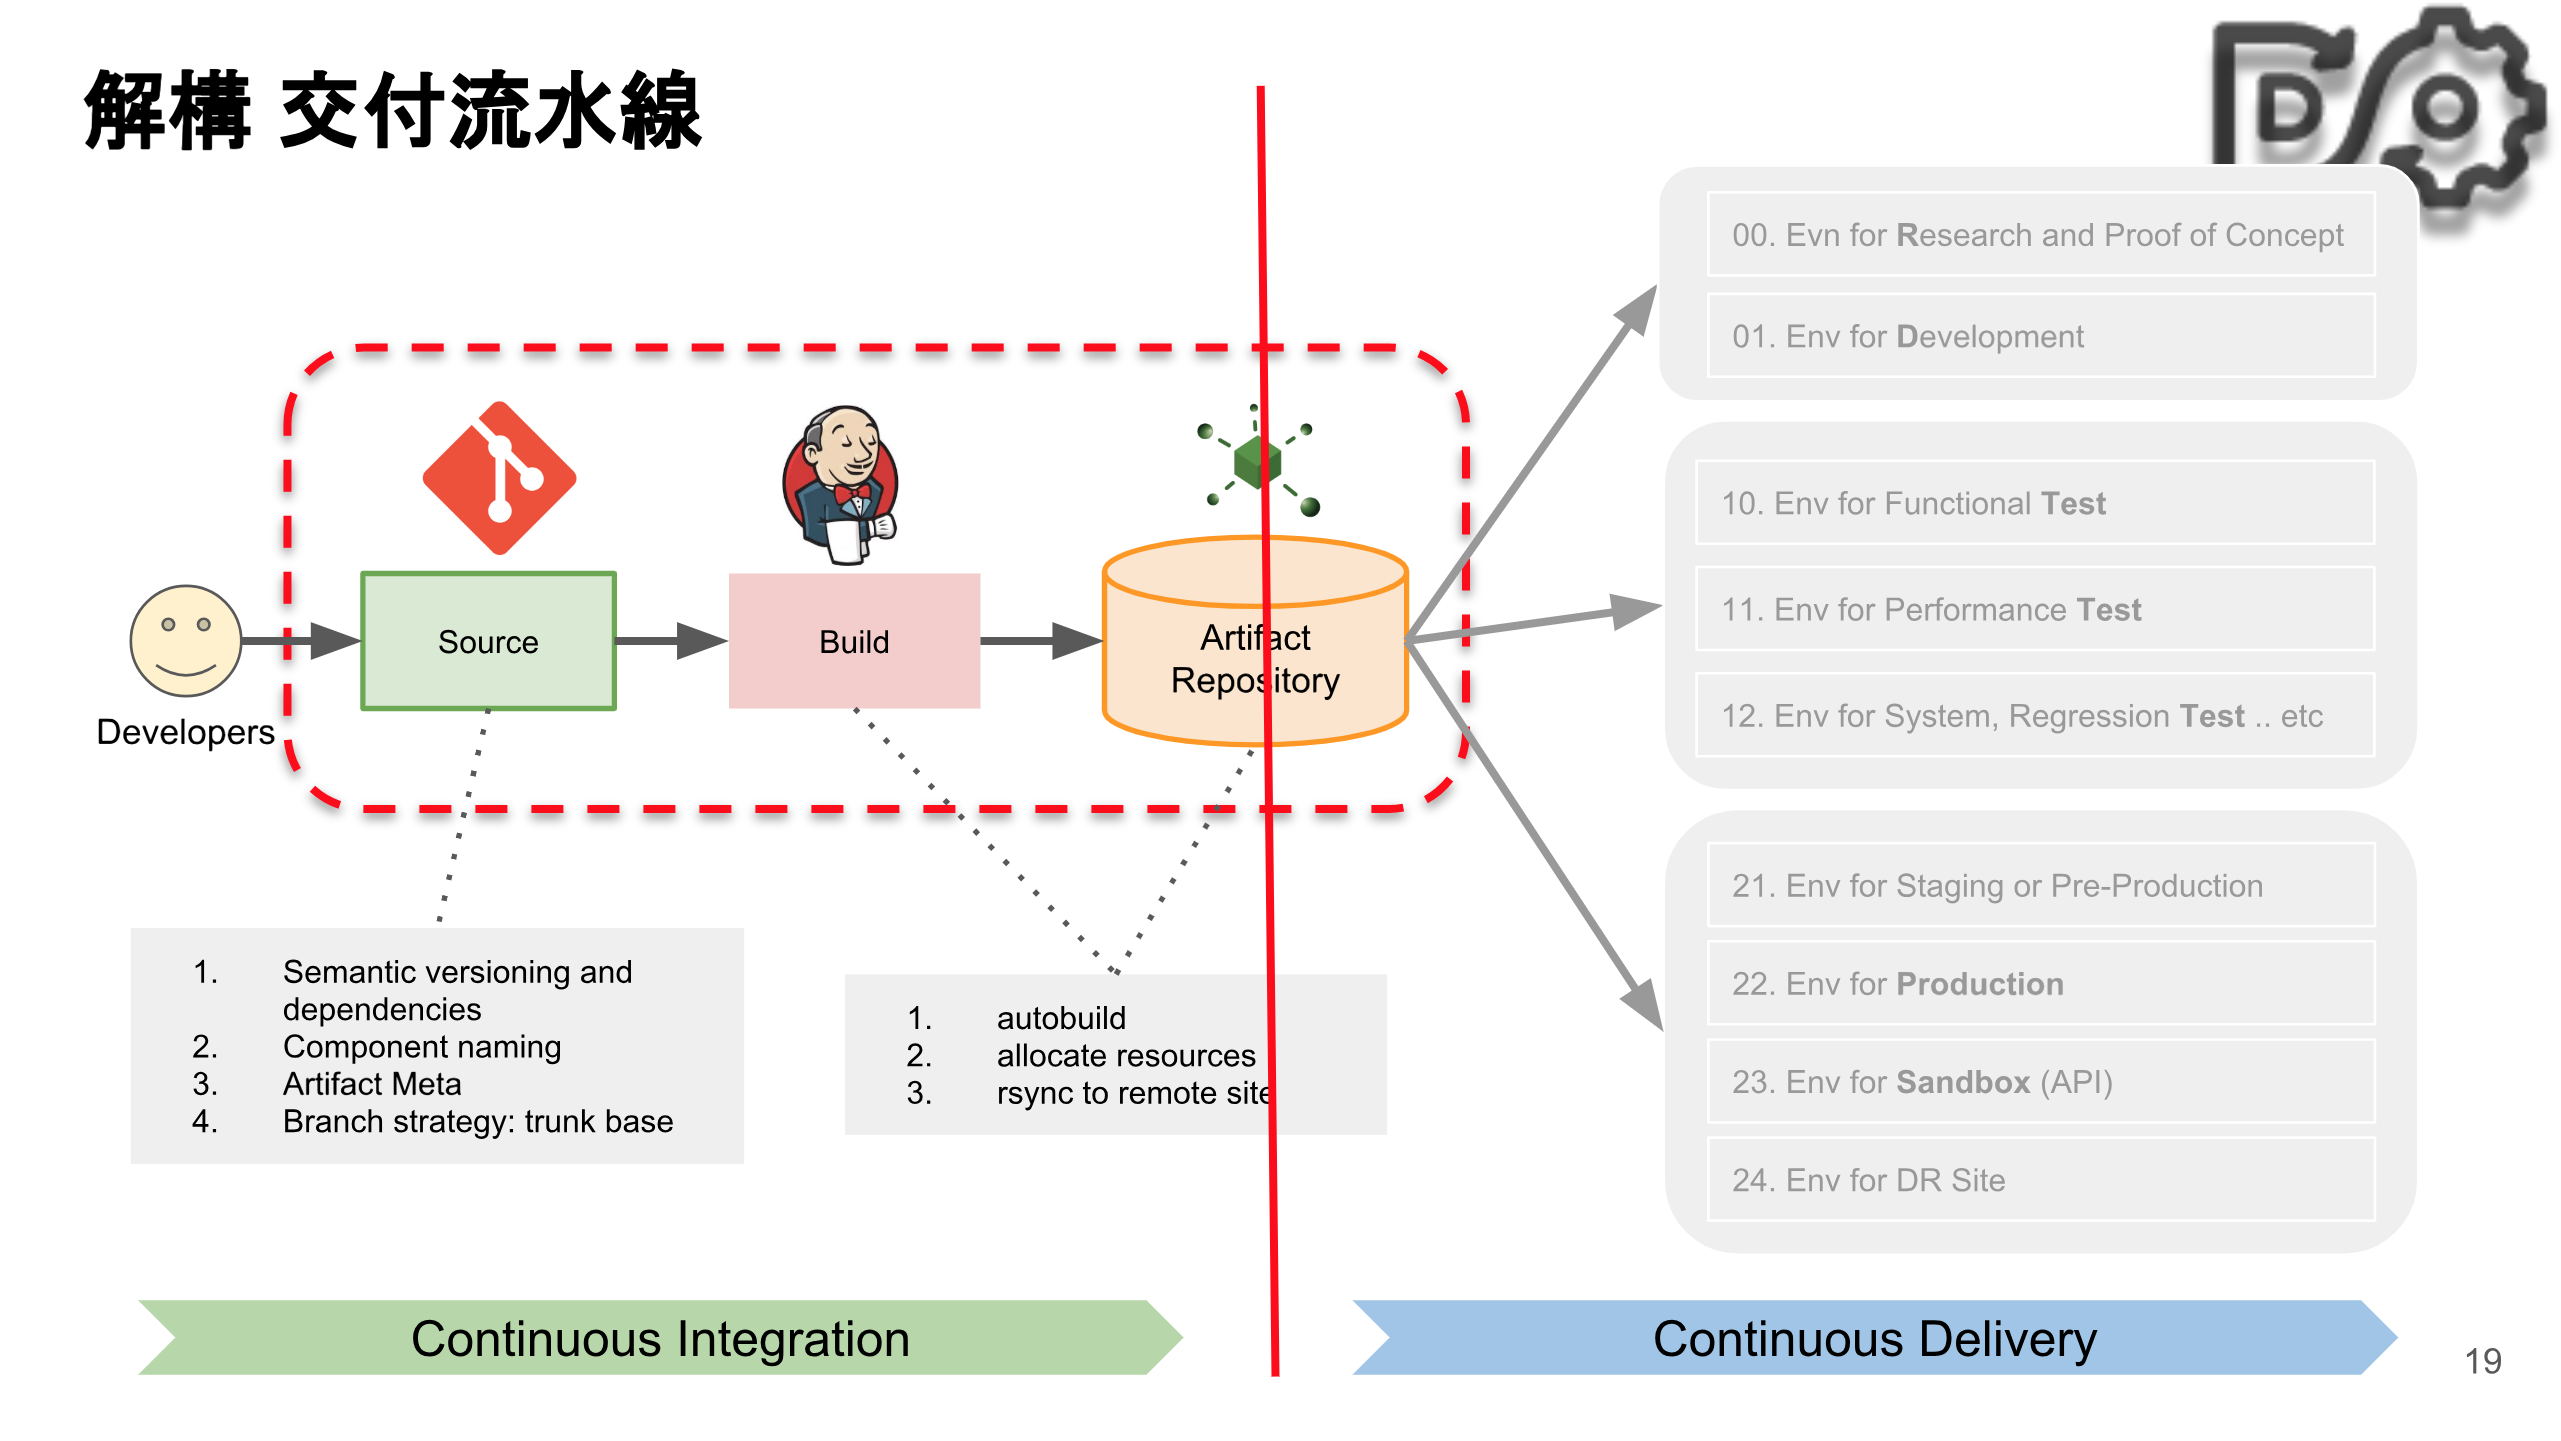 解構 交付流水線
D O
00. Evn for Research and Proof of Concept
01. Env for Development
10. Env for Functional Test
11. Env for Performance Test
12. Env for System, Regression Test .. etc
21. Env for Staging or Pre-Production
22. Env for Production
23. Env for Sandbox (API)
24. Env for DR Site
Developers
Source
Build
Artifact
Repository
1. Semantic versioning and
dependencies
2. Component naming
3. Artifact Meta
4. Branch strategy: trunk base
1. autobuild
2. allocate resources
3. rsync to remote site
Continuous Integration
Continuous Delivery
19